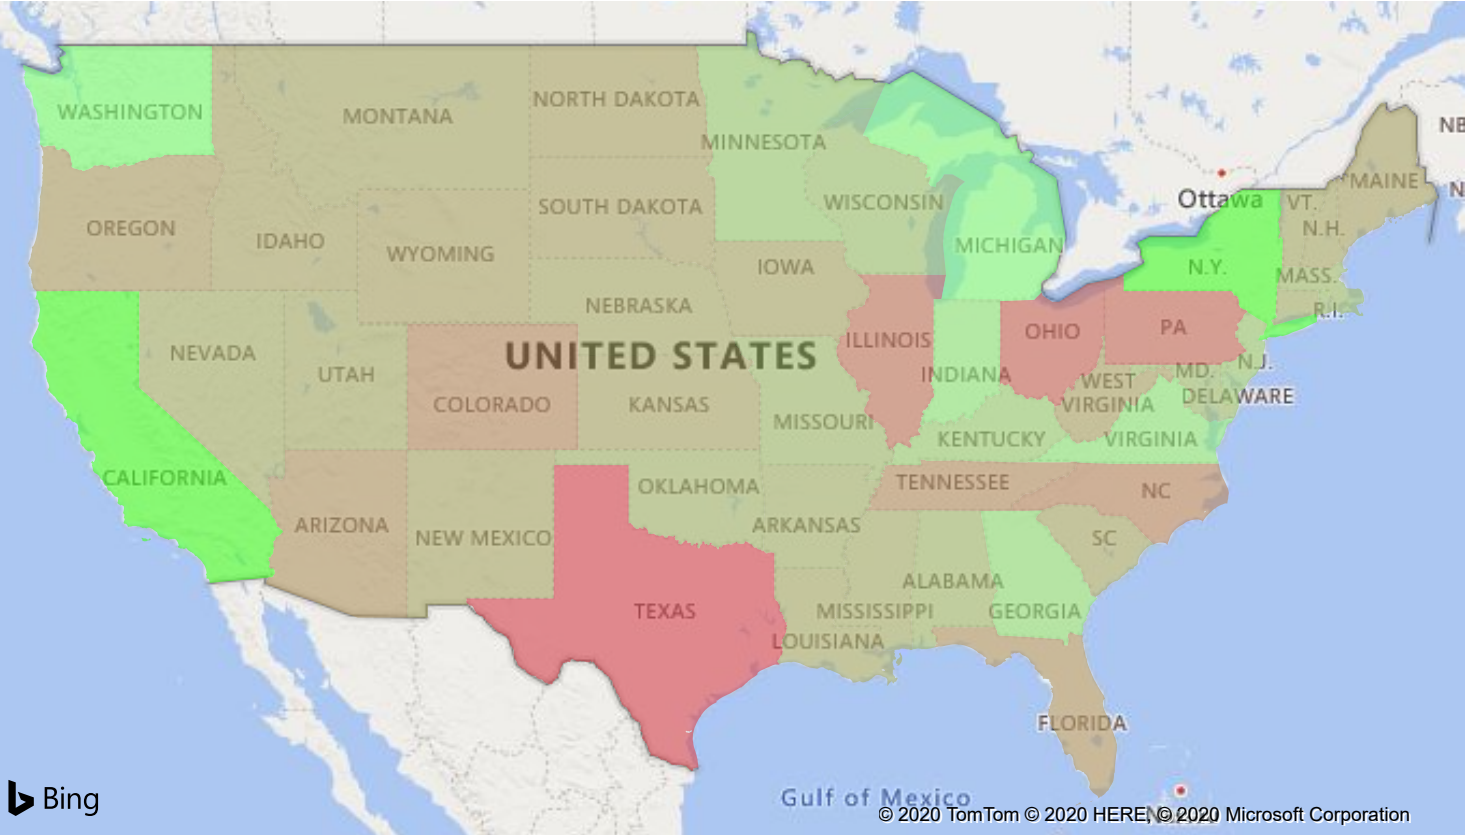 WASHINGTON
MONTANA
NORTH DAKOTA
MINNESOTA
NB
Ottawa
MAINE
N
VT.
OREGON
IDAHO
WYOMING
SOUTH DAKOTA
WISCONSIN
MICHIGAN
N.H.
N.Y.
MASS.
IOWA
NEBRASKA
R.I.
NEVADA
UTAH
UNITED STATES
ILLINOIS
OHIO
PA
INDIANA
N.J.
MD.
COLORADO
KANSAS
WEST
VIRGINIA
DELAWARE
MISSOURI
KENTUCKY
VIRGINIA
CALIFORNIA
OKLAHOMA
TENNESSEE
NC
ARIZONA
NEW MEXICO
ARKANSAS
SC
TEXAS
ALABAMA
MISSISSIPPI
GEORGIA
LOUISIANA
FLORIDA
Gulf of Mexico
Bing
© 2020 TomTom © 2020 HERE, © 2020 Microsoft Corporation